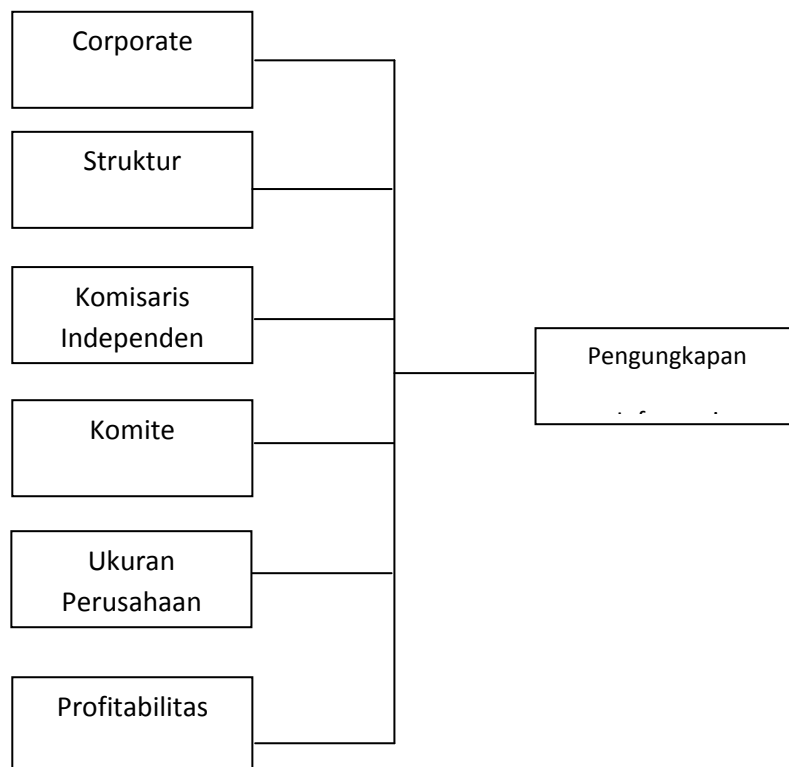 Corporate
Struktur
Komisaris
Independen
Komite
Ukuran
Perusahaan
Profitabilitas
Pengungkapan